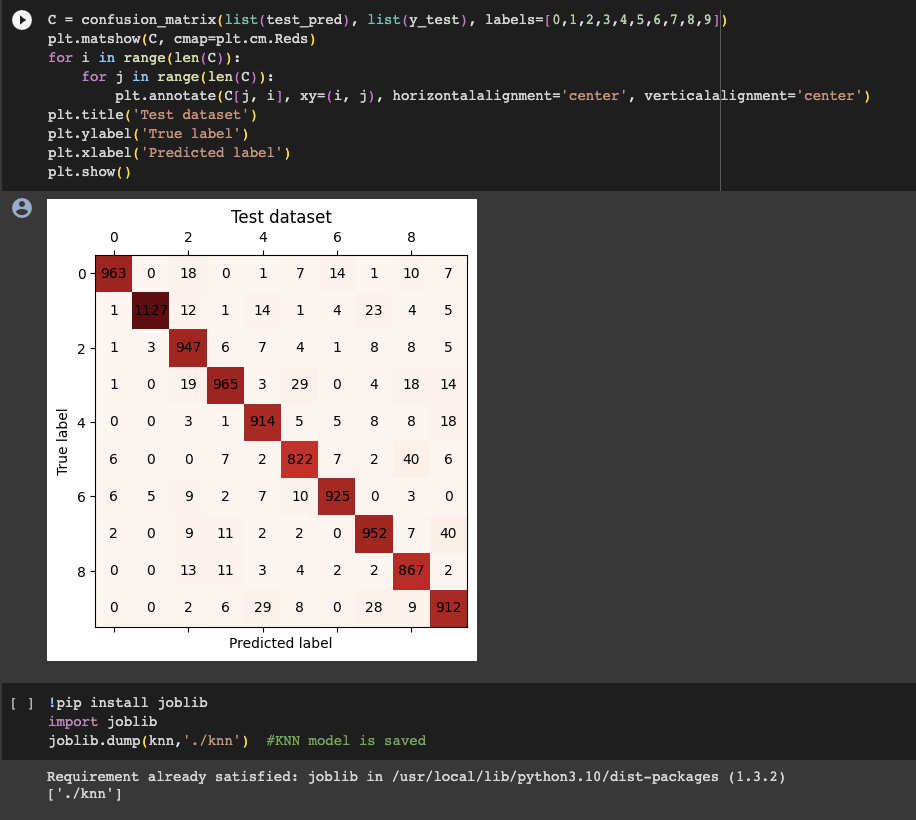 C = confusion_matrix(list(test_pred), list(y_test), labels=[0,1,2,3,4,5,6,7,8,9])
plt.matshow(C, cmap=plt.cm.Reds)
for i in range(len(C)):
    for j in range(len(C)):
        plt.annotate(C[j, i], xy=(i, j), horizontalalignment='center', verticalalignment='center')
plt.title('Test dataset')
plt.ylabel('True label')
plt.xlabel('Predicted label')
plt.show()
Test dataset
0 2 4 6 8
0 963 0 18 0 1 7 14 1 10 7
1 1127 12 1 14 1 4 23 4 5
2 1 3 947 6 7 4 1 8 8 5
1 0 19 965 3 29 0 4 18 14
4 0 0 3 1 914 5 5 8 8 18
True label
6 0 0 7 2 822 7 2 40 6
6 6 5 9 2 7 10 925 0 3 0
2 0 9 11 2 2 0 952 7 40
8 0 0 13 11 3 4 2 2 867 2
0 0 2 6 29 8 0 28 9 912
Predicted label
[ ] !pip install joblib
import joblib
joblib.dump(knn,'./knn')  #KNN model is saved
Requirement already satisfied: joblib in /usr/local/lib/python3.10/dist-packages (1.3.2)
['./knn']